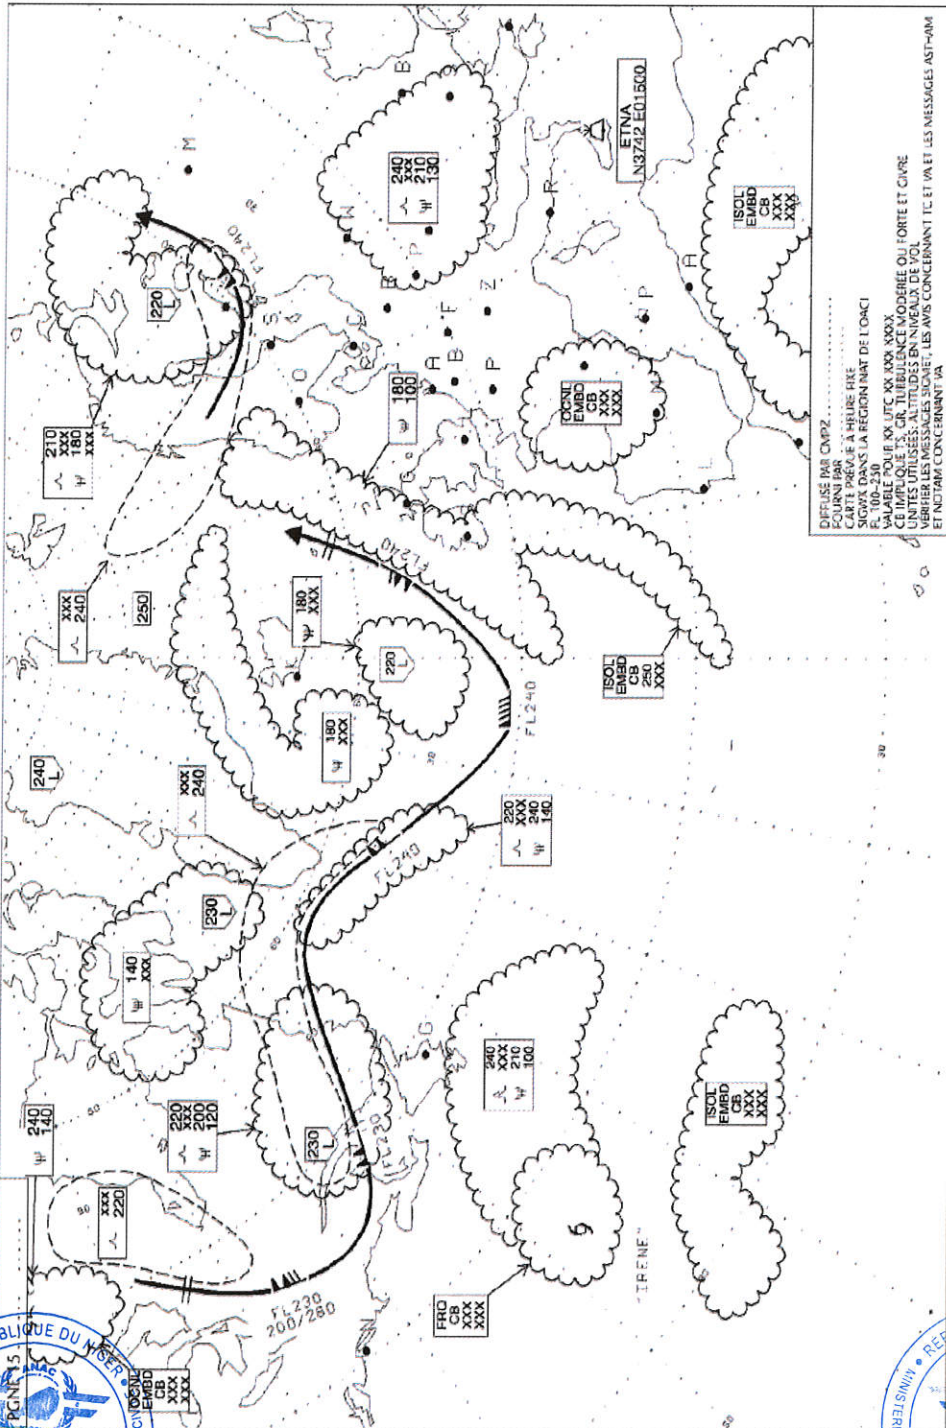 PGNE 15
OCNL
EMBD
CB
XXX
XXX
240
140
XXX
220
220
XXX
200
120
140
XXX
230
L
240
L
XXX
240
XXX
240
250
210
XXX
180
XXX
220
L
FL240
M
230
L
FL230
FL230
200/280
N
G
FL240
220
XXX
240
140
180
XXX
180
XXX
220
L
K
FL240
FL240
180
100
O
S
C
B
A
B
F
P
Z
P
N
B
S
240
XXX
210
130
R
ETNA
N3742 E01500
OCNL
EMBD
CB
XXX
XXX
M
P
A
L
ISOL
EMBD
CB
XXX
XXX
ISOL
EMBD
CB
250
XXX
240
XXX
210
100
FRQ
CB
XXX
XXX
"IRENE"
ISOL
EMBD
CB
XXX
XXX
DIFFUSÉ PAR CMPZ
FOURNI PAR
CARTE PRÉVUE À HEURE FIXE
SIGWX DANS LA RÉGION NAT DE L'OACI
FL 100–250
VALABLE POUR XX UTC XX XXX XXXX
CB IMPLIQUE TS, GR, TURBULENCE MODÉRÉE OU FORTE ET GIVRE
UNITÉS UTILISÉES: ALTITUDES EN NIVEAUX DE VOL
VÉRIFIER LES MESSAGES SIGMET, LES AVIS CONCERNANT TC ET VA ET LES MESSAGES ASHTAM
ET NOTAM CONCERNANT VA
ANAC